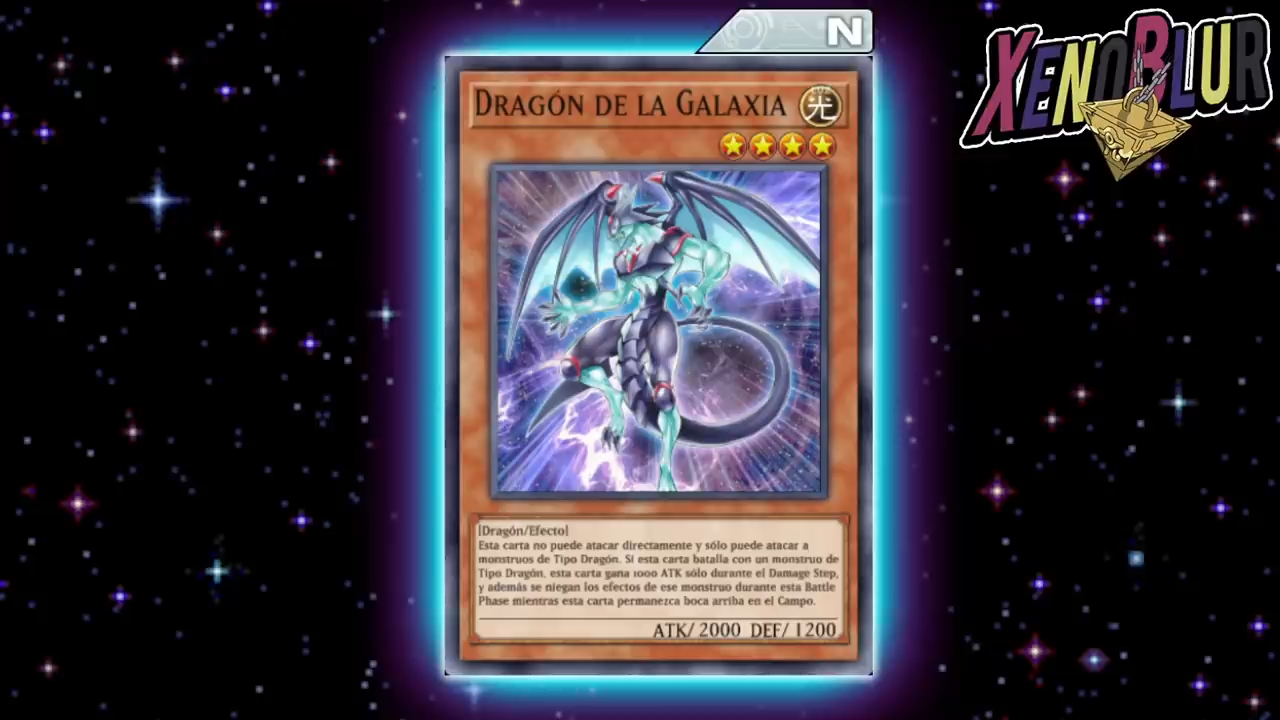 N
XENOBLUR
DRAGÓN DE LA GALAXIA
光
[Dragón/Efecto]
Esta carta no puede atacar directamente y sólo puede atacar a
monstruos de Tipo Dragón. Si esta carta batalla con un monstruo de
Tipo Dragón, esta carta gana 1000 ATK sólo durante el Damage Step,
y además se niegan los efectos de ese monstruo durante esta Battle
Phase mientras esta carta permanezca boca arriba en el Campo.
ATK/ 2000 DEF/ 1200